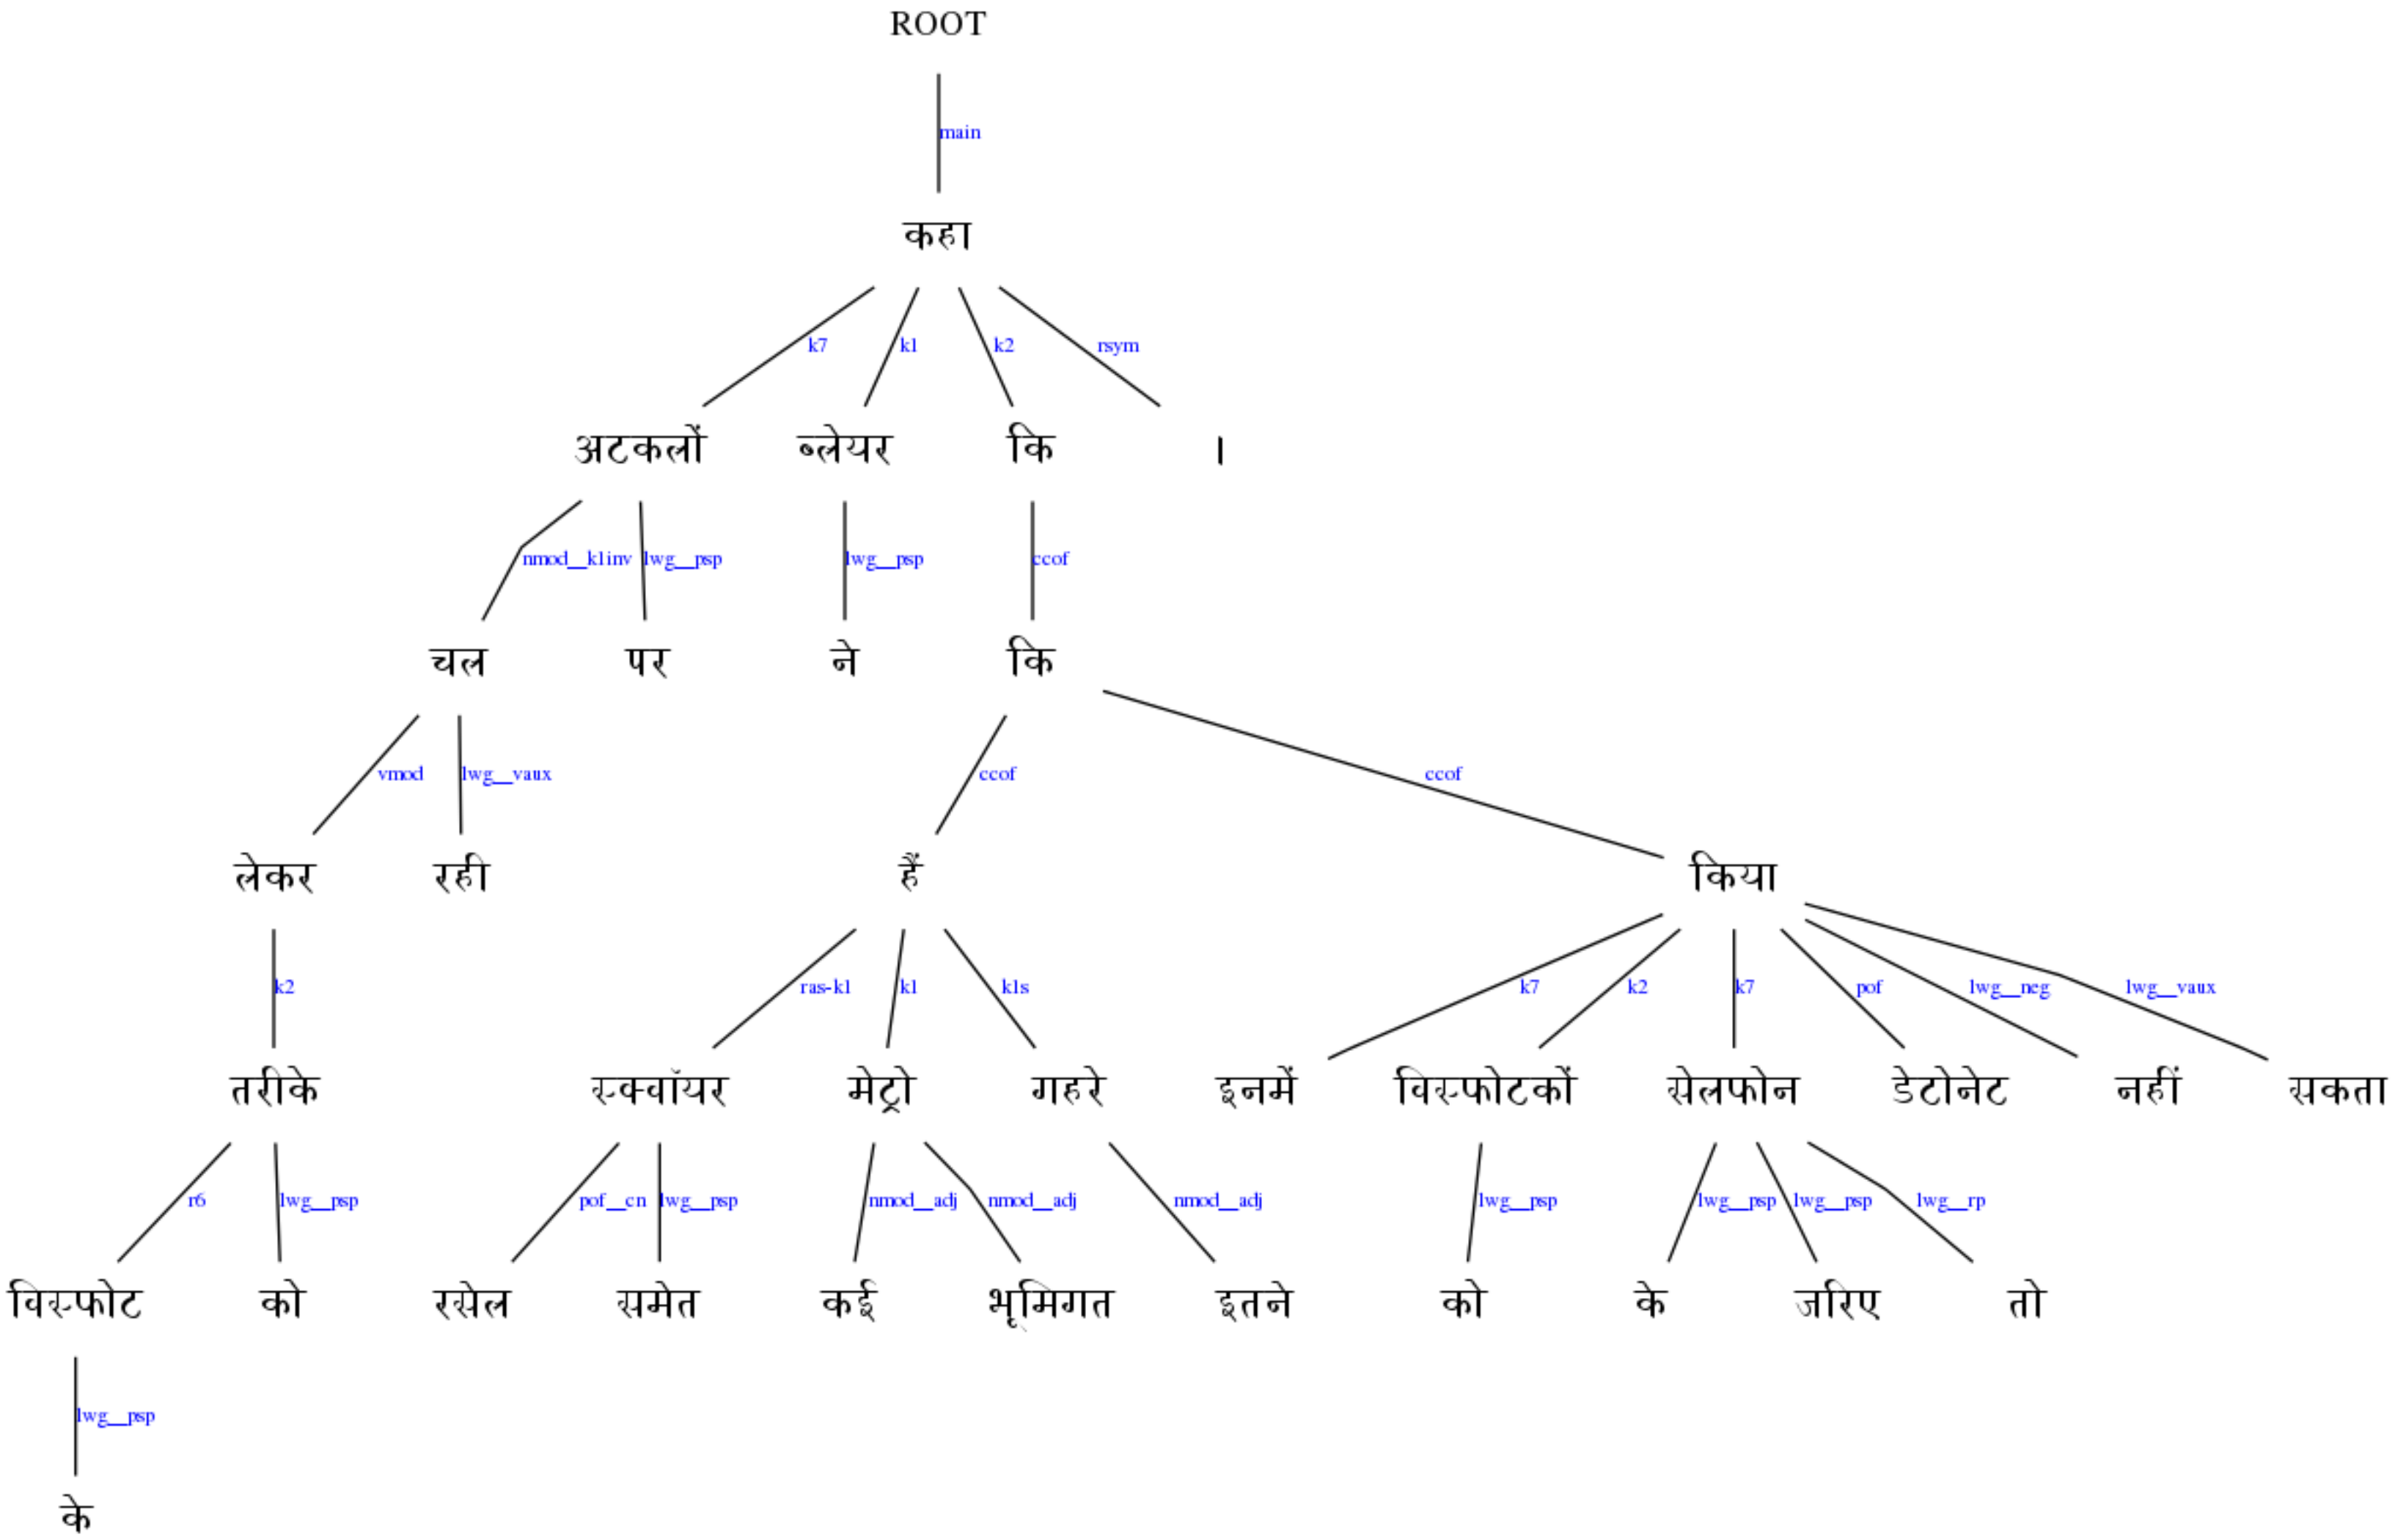 ROOT
main
कहा
k7 k1 k2 rsym
अटकलों ब्लेयर कि ।
nmod__k1inv lwg__psp lwg__psp ccof
चल पर ने कि
vmod lwg__vaux ccof ccof
लेकर रही हैं किया
k2 ras-k1 k1 k1s k7 k2 k7 pof lwg__neg lwg__vaux
तरीके स्क्वॉयर मेट्रो गहरे इनमें विस्फोटकों सेलफोन डेटोनेट नहीं सकता
r6 lwg__psp pof__cn lwg__psp nmod__adj nmod__adj nmod__adj lwg__psp lwg__psp lwg__psp lwg__rp
विस्फोट को रसेल समेत कई भूमिगत इतने को के जरिए तो
lwg__psp
के